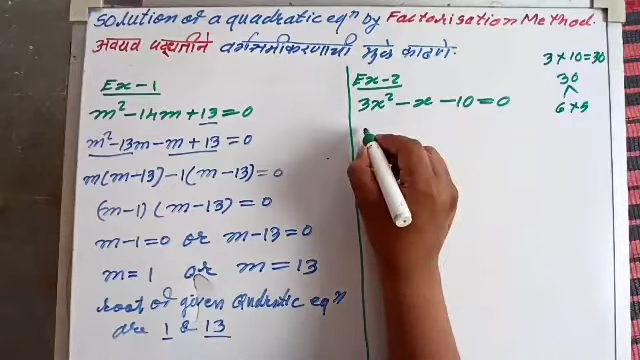 Solution of a quadratic eqn by Factorisation Method.
अवयव पद्धतीने वर्गसमीकरणाची मुळे काढणे.
Ex-1
m² - 14m + 13 = 0
m² - 13m - m + 13 = 0
m(m - 13) - 1(m - 13) = 0
(m - 1) (m - 13) = 0
m - 1 = 0 or m - 13 = 0
m = 1 or m = 13
root of given Qudratic eqn
are 1 & 13
Ex-2
3x² - x - 10 = 0
3 × 10 = 30
30
6 × 5